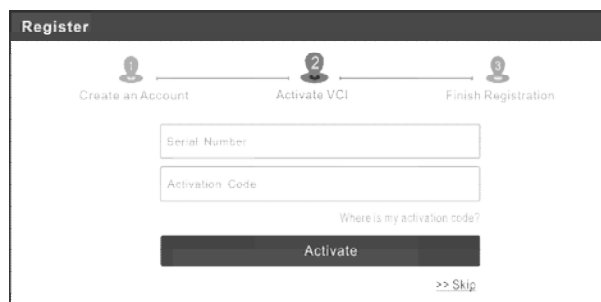 Register
1 2 3
Create an Account Activate VCI Finish Registration
Serial Number
Activation Code
Where is my activation code?
Activate
>> Skip